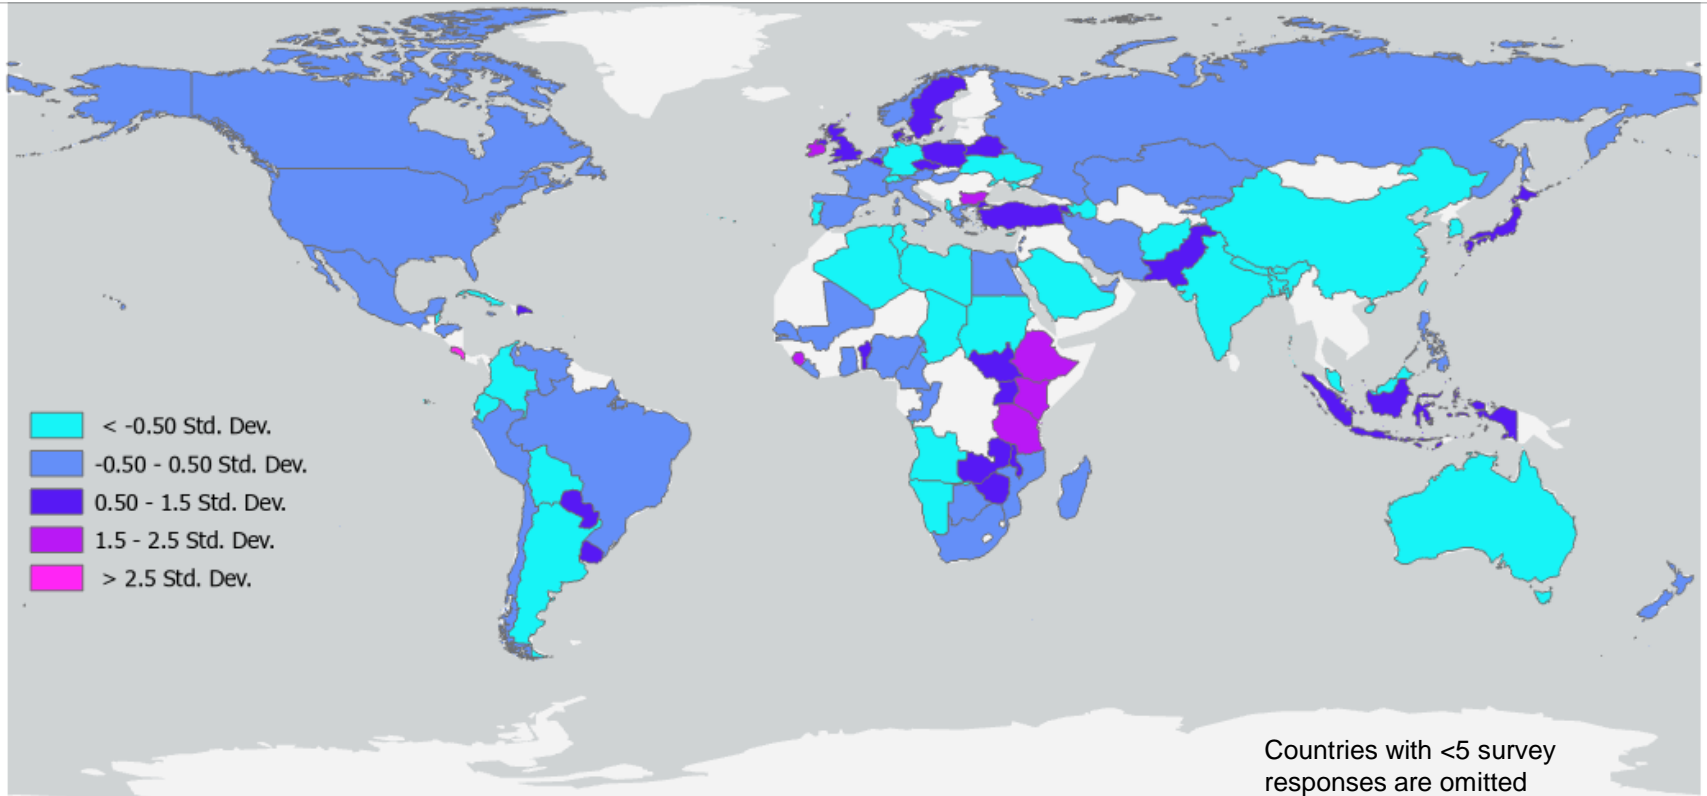 < -0.50 Std. Dev.
-0.50 - 0.50 Std. Dev.
0.50 - 1.5 Std. Dev.
1.5 - 2.5 Std. Dev.
> 2.5 Std. Dev.
Countries with <5 survey
responses are omitted